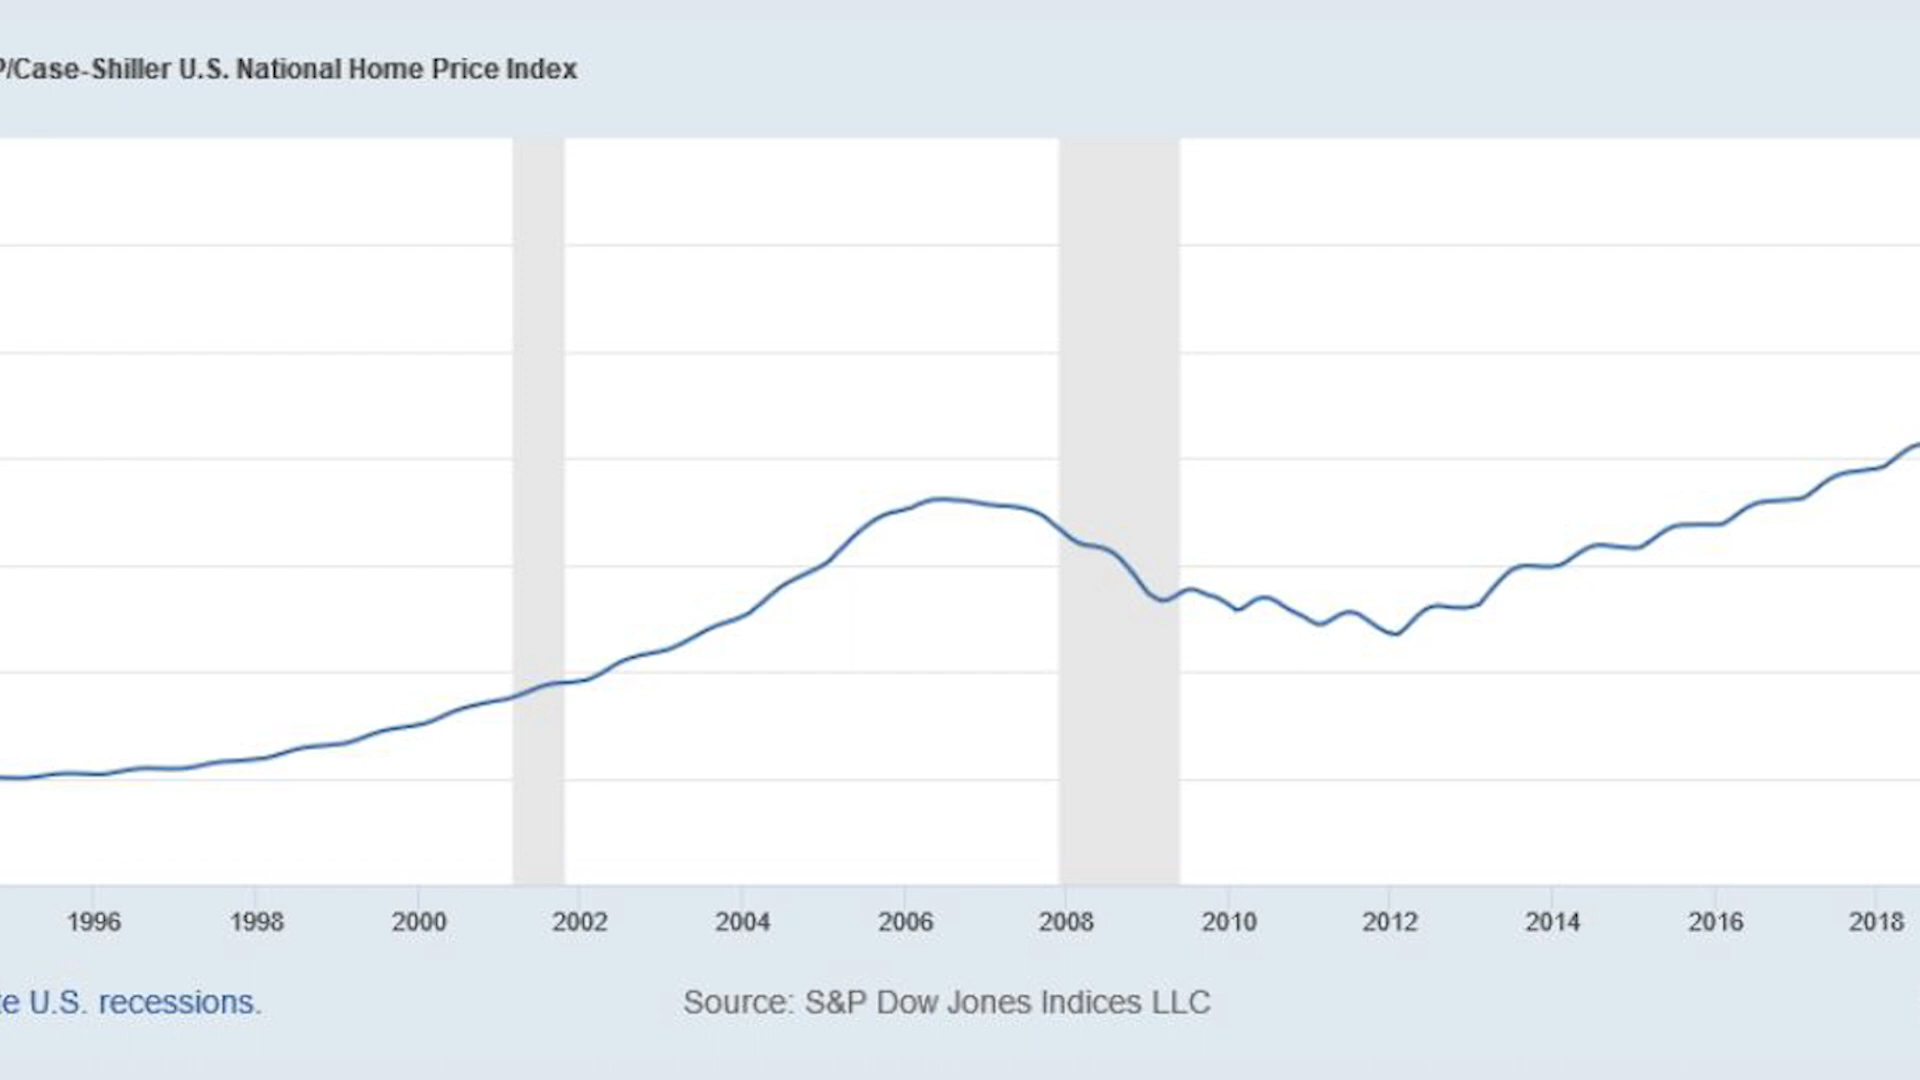 P/Case-Shiller U.S. National Home Price Index
1996 1998 2000 2002 2004 2006 2008 2010 2012 2014 2016 2018
te U.S. recessions. Source: S&P Dow Jones Indices LLC